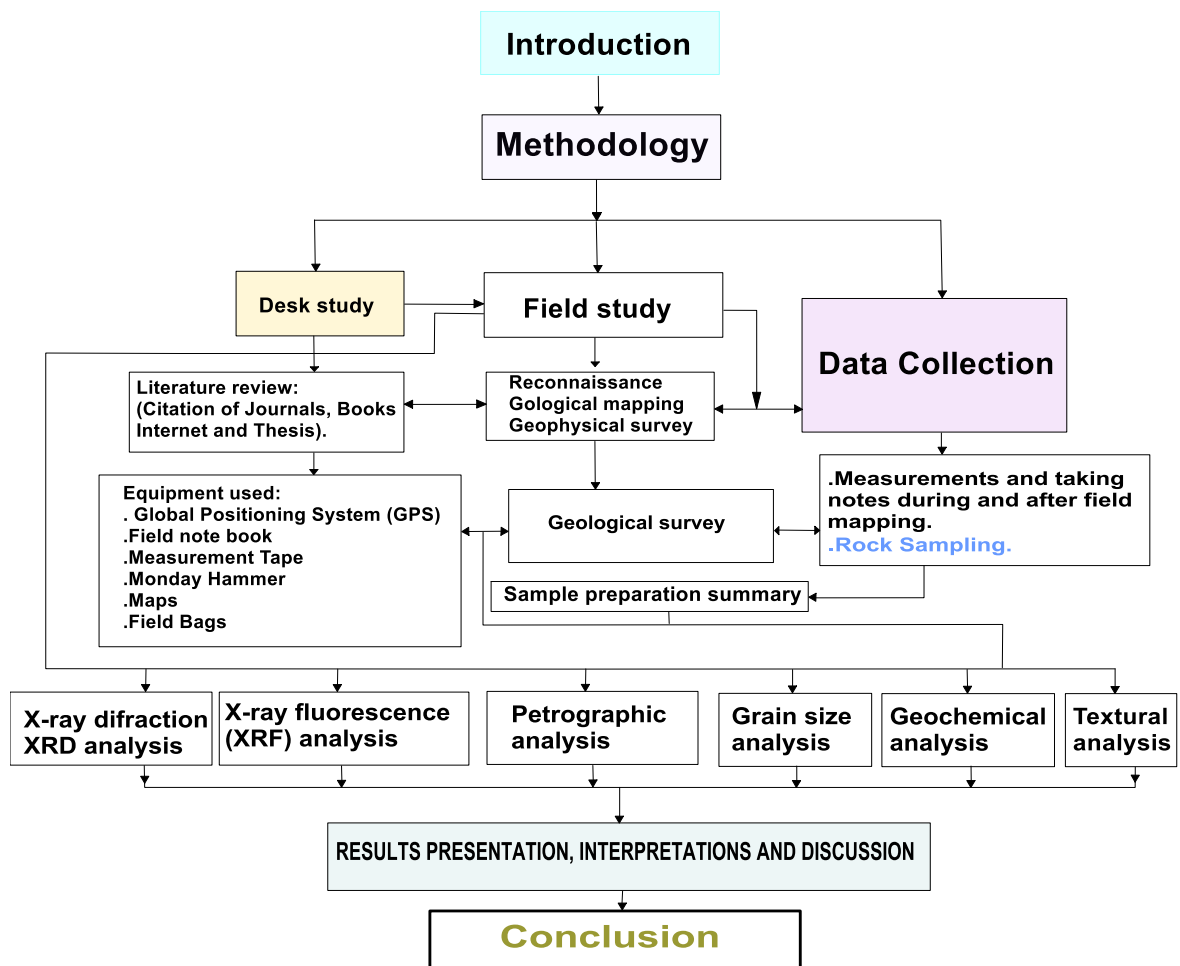 Introduction
Methodology
Desk study
Field study
Data Collection
Literature review:
(Citation of Journals, Books
Internet and Thesis).
Reconnaissance
Gological mapping
Geophysical survey
Equipment used:
. Global Positioning System (GPS)
.Field note book
.Measurement Tape
.Monday Hammer
.Maps
.Field Bags
Geological survey
.Measurements and taking
notes during and after field
mapping.
.Rock Sampling.
Sample preparation summary
X-ray difraction
XRD analysis
X-ray fluorescence
(XRF) analysis
Petrographic
analysis
Grain size
analysis
Geochemical
analysis
Textural
analysis
RESULTS PRESENTATION, INTERPRETATIONS AND DISCUSSION
Conclusion